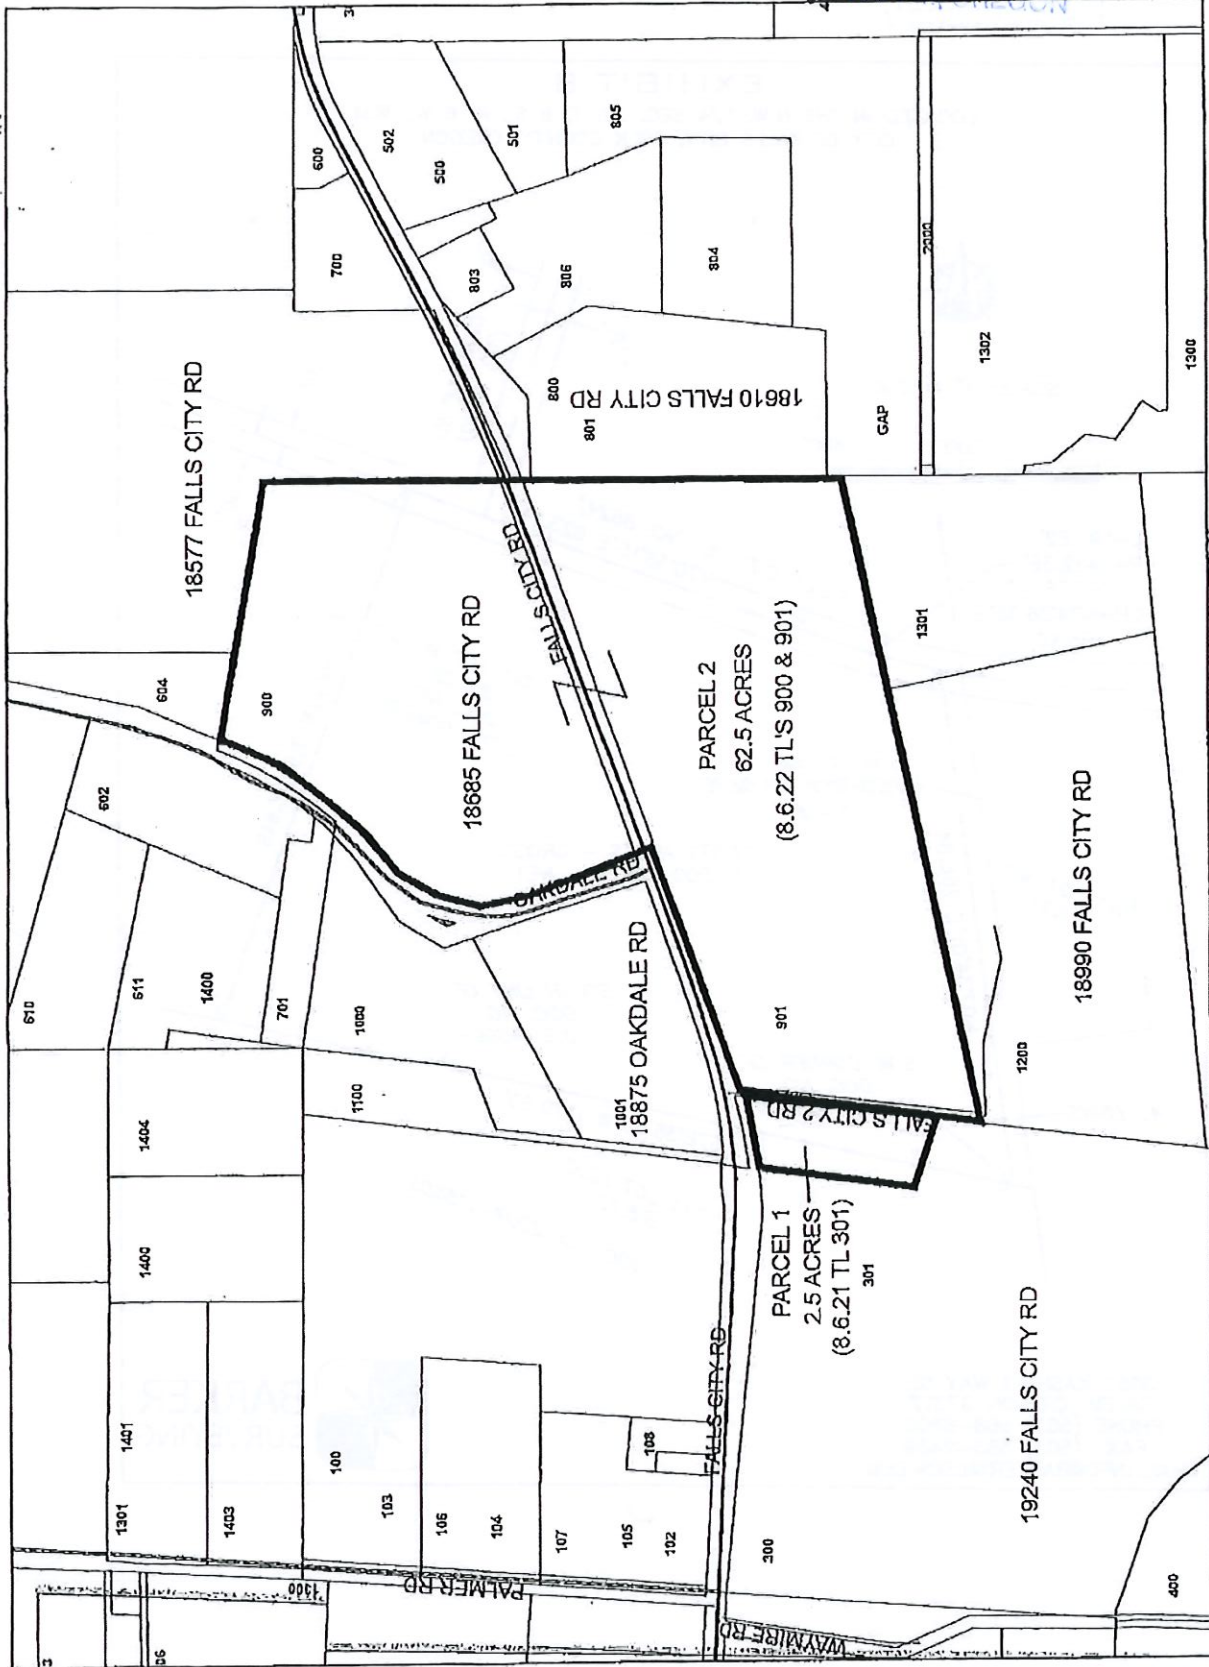 OREGON
600
502
500
501
805
700
803
806
804
2000
1302
1300
18577 FALLS CITY RD
800
801
18610 FALLS CITY RD
GAP
604
900
18685 FALLS CITY RD
FALLS CITY RD
PARCEL 2
62.5 ACRES
(8.6.22 TL'S 900 & 901)
1301
602
OAKDALE RD
18990 FALLS CITY RD
610
611
1400
701
1000
18875 OAKDALE RD
901
1200
1404
1100
1001
FALLS CITY 2 RD
1400
PARCEL 1
2.5 ACRES
(8.6.21 TL 301)
301
1401
1301
1403
100
103
106
104
107
108
105
102
FALLS CITY RD
19240 FALLS CITY RD
300
400
1300
PALMER RD
WAYMIRE RD
BARKER
SURVEYING
EXHIBIT B